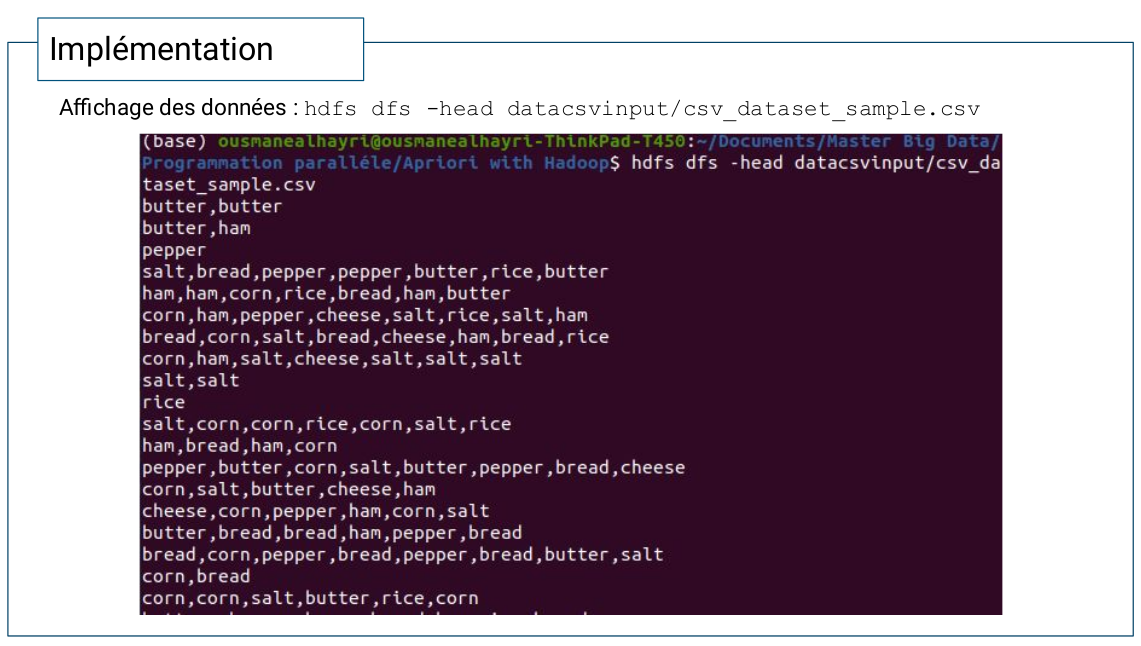 Implémentation
Affichage des données : hdfs dfs -head datacsvinput/csv_dataset_sample.csv
(base) ousmanealhayri@ousmanealhayri-ThinkPad-T450:~/Documents/Master Big Data/
Programmation paralléle/Apriori with Hadoop$ hdfs dfs -head datacsvinput/csv_da
taset_sample.csv
butter,butter
butter,ham
pepper
salt,bread,pepper,pepper,butter,rice,butter
ham,ham,corn,rice,bread,ham,butter
corn,ham,pepper,cheese,salt,rice,salt,ham
bread,corn,salt,bread,cheese,ham,bread,rice
corn,ham,salt,cheese,salt,salt,salt
salt,salt
rice
salt,corn,corn,rice,corn,salt,rice
ham,bread,ham,corn
pepper,butter,corn,salt,butter,pepper,bread,cheese
corn,salt,butter,cheese,ham
cheese,corn,pepper,ham,corn,salt
butter,bread,bread,ham,pepper,bread
bread,corn,pepper,bread,pepper,bread,butter,salt
corn,bread
corn,corn,salt,butter,rice,corn